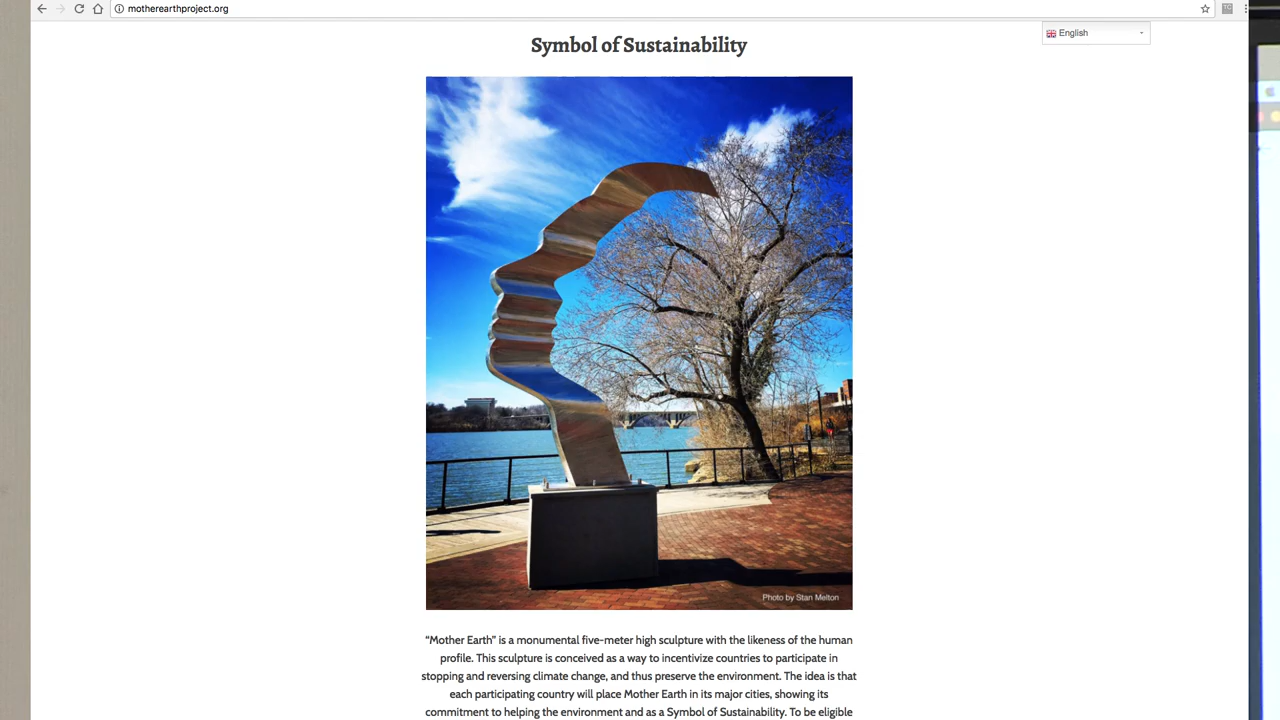 motherearthproject.org
English
Symbol of Sustainability
Photo by Stan Melton
“Mother Earth” is a monumental five-meter high sculpture with the likeness of the human
profile. This sculpture is conceived as a way to incentivize countries to participate in
stopping and reversing climate change, and thus preserve the environment. The idea is that
each participating country will place Mother Earth in its major cities, showing its
commitment to helping the environment and as a Symbol of Sustainability. To be eligible